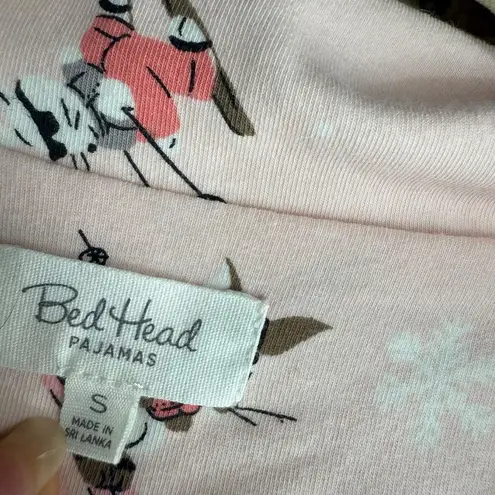 Bed Head
PAJAMAS
S
MADE IN
SRI LANKA